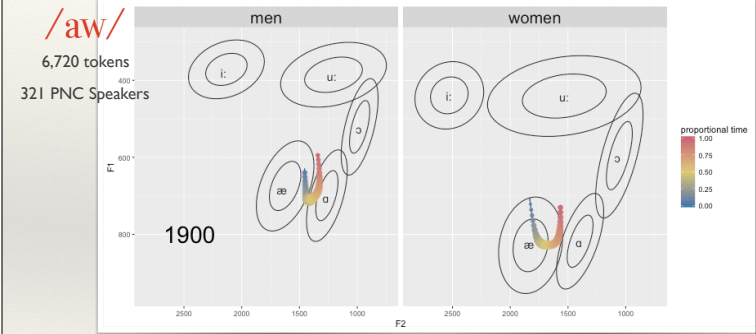 /aw/
6,720 tokens
321 PNC Speakers
men
women
i:
u:
ɔ
æ
ɑ
1900
i:
u:
ɔ
æ
ɑ
F1
400
600
800
2500
2000
1500
1000
2500
2000
1500
1000
F2
proportional time
1.00
0.75
0.50
0.25
0.00